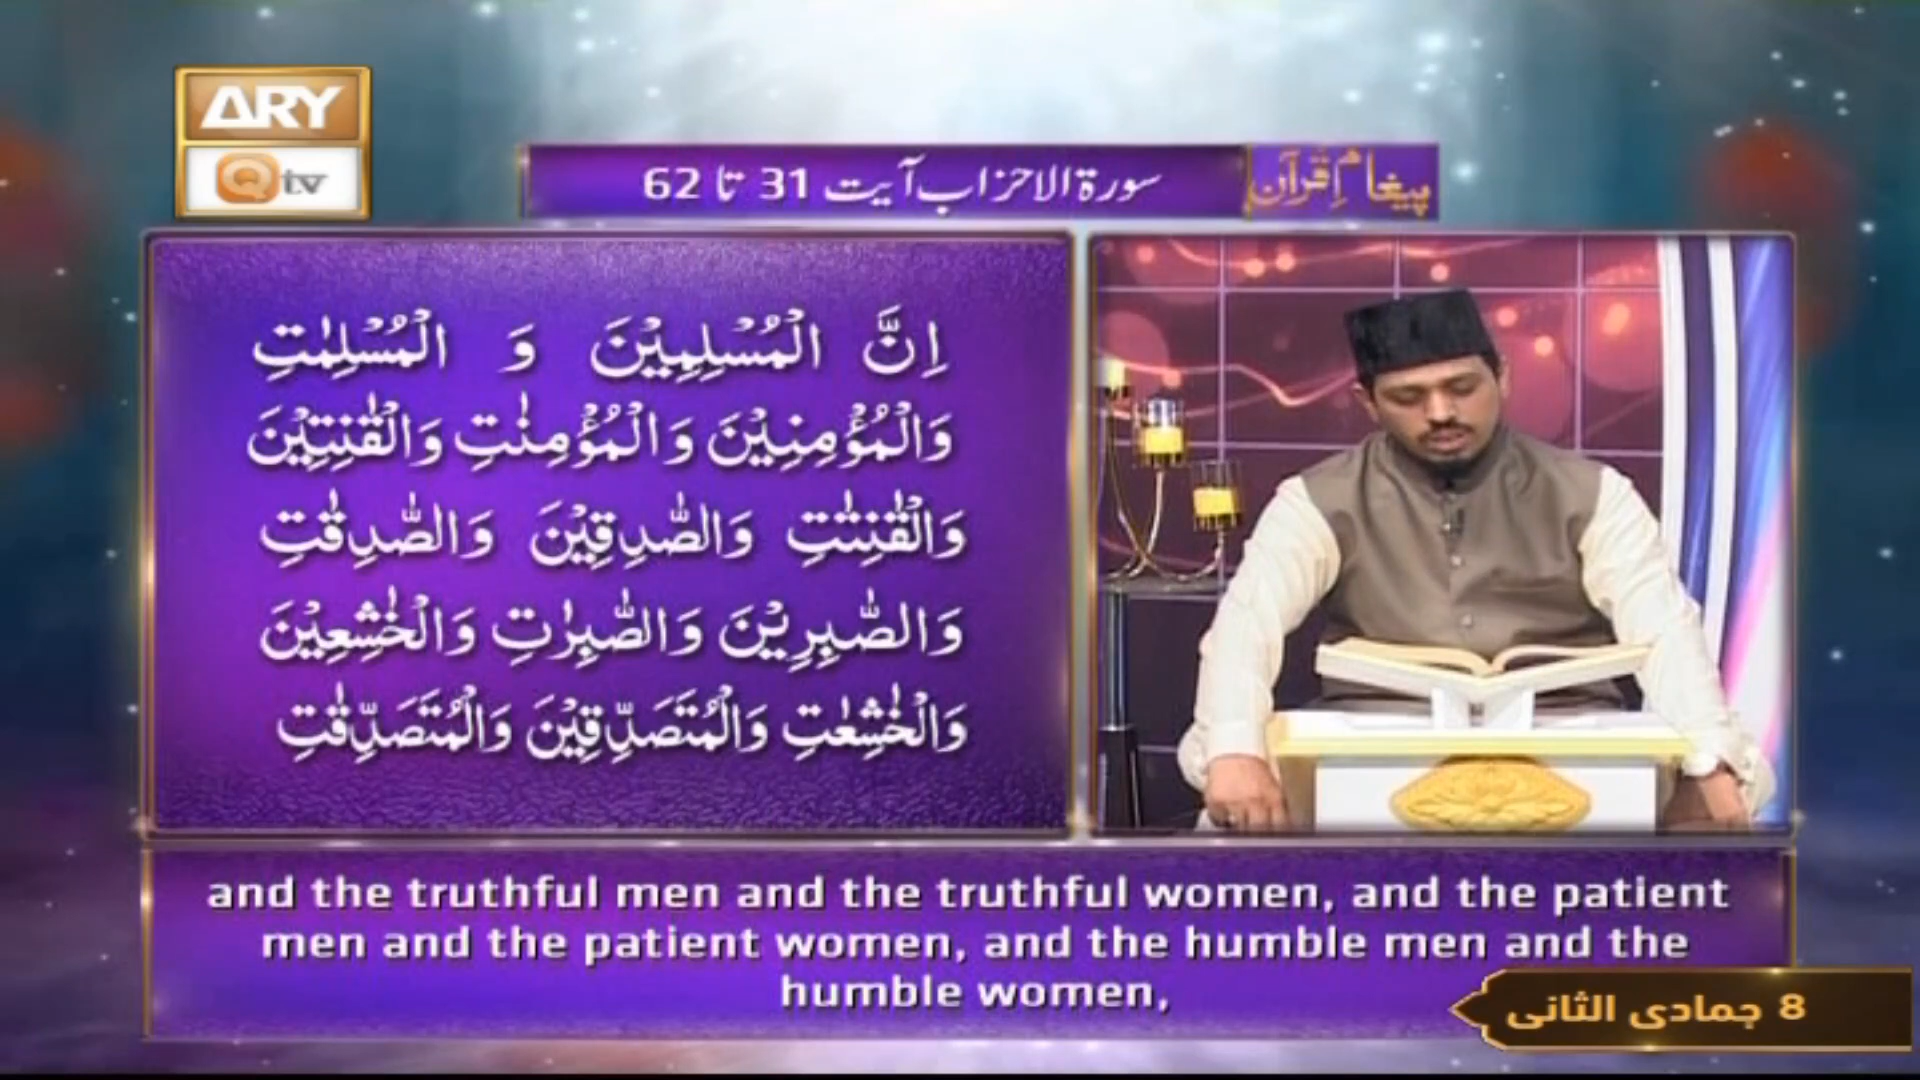 ARY
Qtv
پیغامِ قرآن
سورۃ الاحزاب آیت 31 تا 62
اِنَّ الْمُسْلِمِیْنَ وَ الْمُسْلِمٰتِ
وَالْمُؤْمِنِیْنَ وَالْمُؤْمِنٰتِ وَالْقٰنِتِیْنَ
وَالْقٰنِتٰتِ وَالصّٰدِقِیْنَ وَالصّٰدِقٰتِ
وَالصّٰبِرِیْنَ وَالصّٰبِرٰتِ وَالْخٰشِعِیْنَ
وَالْخٰشِعٰتِ وَالْمُتَصَدِّقِیْنَ وَالْمُتَصَدِّقٰتِ
and the truthful men and the truthful women, and the patient
men and the patient women, and the humble men and the
humble women,
8 جمادی الثانی